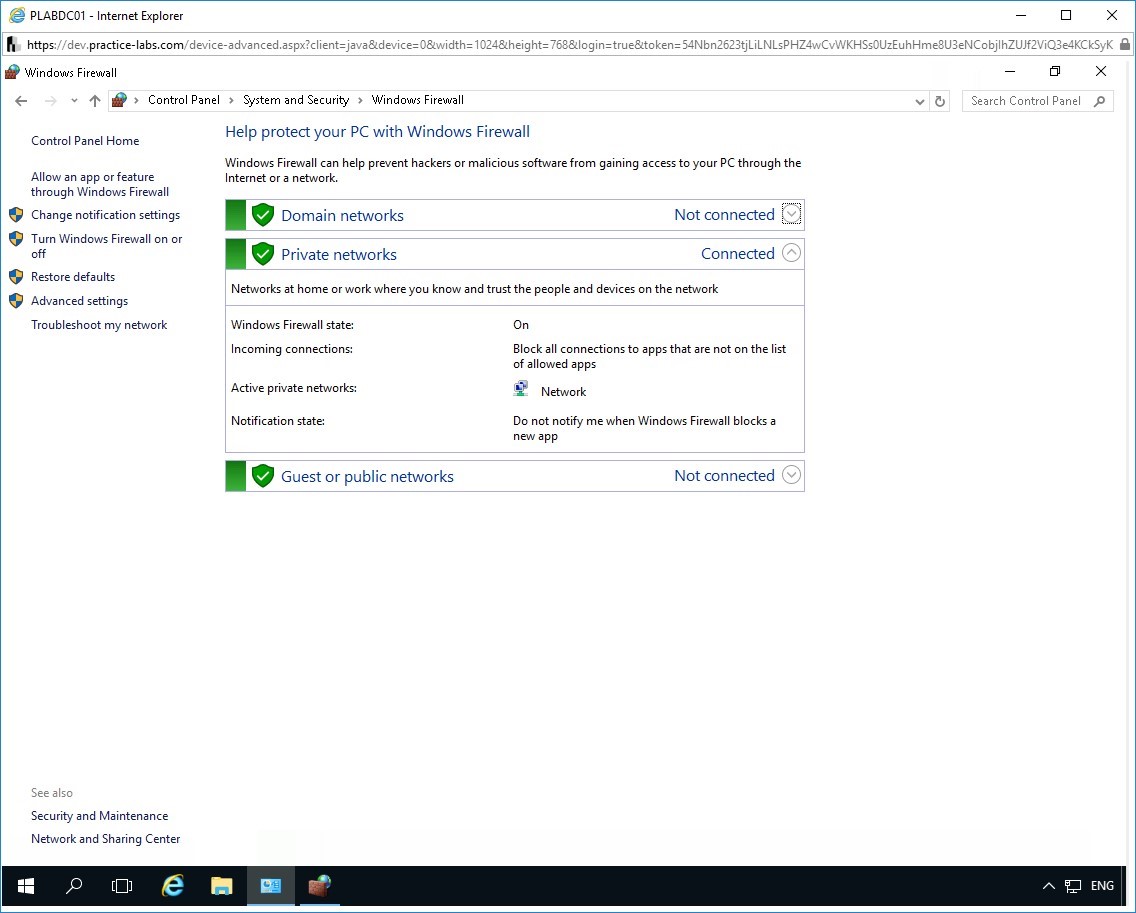 PLABDC01 - Internet Explorer
https://dev.practice-labs.com/device-advanced.aspx?client=java&device=0&width=1024&height=768&login=true&token=54Nbn2623tjLiLNLsPHZ4wCvWKHSs0UzEuhHme8U3eNCobjIhZUJf2ViQ3e4KCkSyK
Windows Firewall
Control Panel > System and Security > Windows Firewall
Search Control Panel
Control Panel Home
Allow an app or feature
through Windows Firewall
Change notification settings
Turn Windows Firewall on or
off
Restore defaults
Advanced settings
Troubleshoot my network
Help protect your PC with Windows Firewall
Windows Firewall can help prevent hackers or malicious software from gaining access to your PC through the
Internet or a network.
Domain networks Not connected
Private networks Connected
Networks at home or work where you know and trust the people and devices on the network
Windows Firewall state: On
Incoming connections: Block all connections to apps that are not on the list
of allowed apps
Active private networks: Network
Notification state: Do not notify me when Windows Firewall blocks a
new app
Guest or public networks Not connected
See also
Security and Maintenance
Network and Sharing Center
ENG